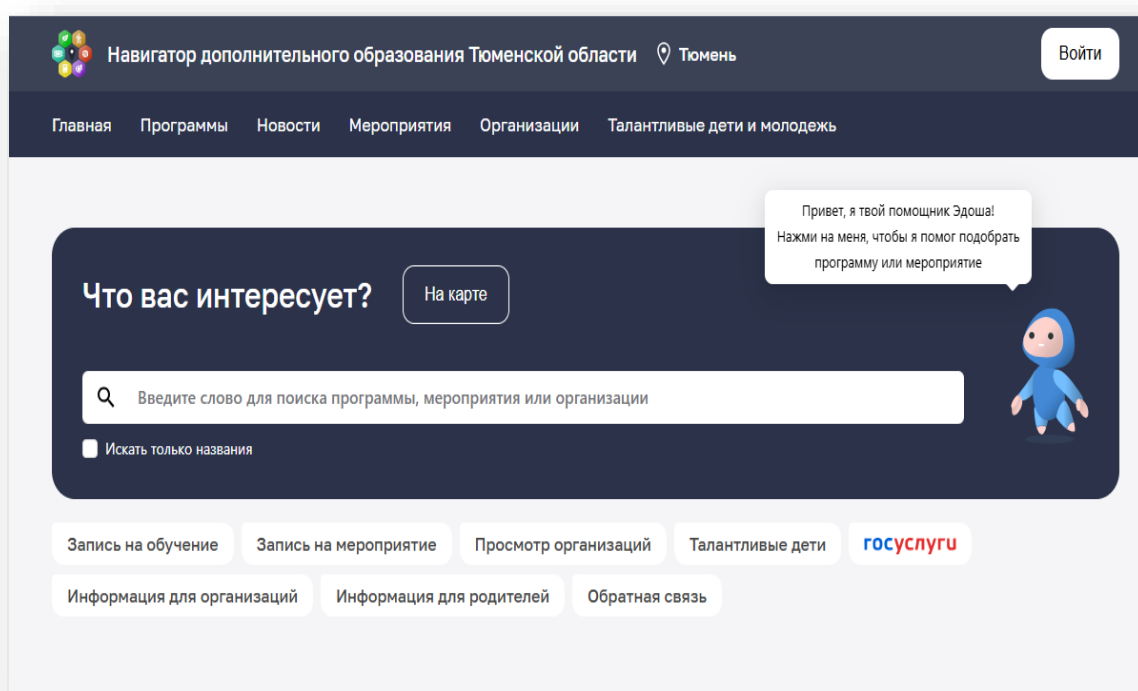 Навигатор дополнительного образования Тюменской области Тюмень Войти
Главная Программы Новости Мероприятия Организации Талантливые дети и молодежь
Привет, я твой помощник Эдоша!
Нажми на меня, чтобы я помог подобрать
программу или мероприятие
Что вас интересует? На карте
Введите слово для поиска программы, мероприятия или организации
Искать только названия
Запись на обучение Запись на мероприятие Просмотр организаций Талантливые дети госуслуги
Информация для организаций Информация для родителей Обратная связь